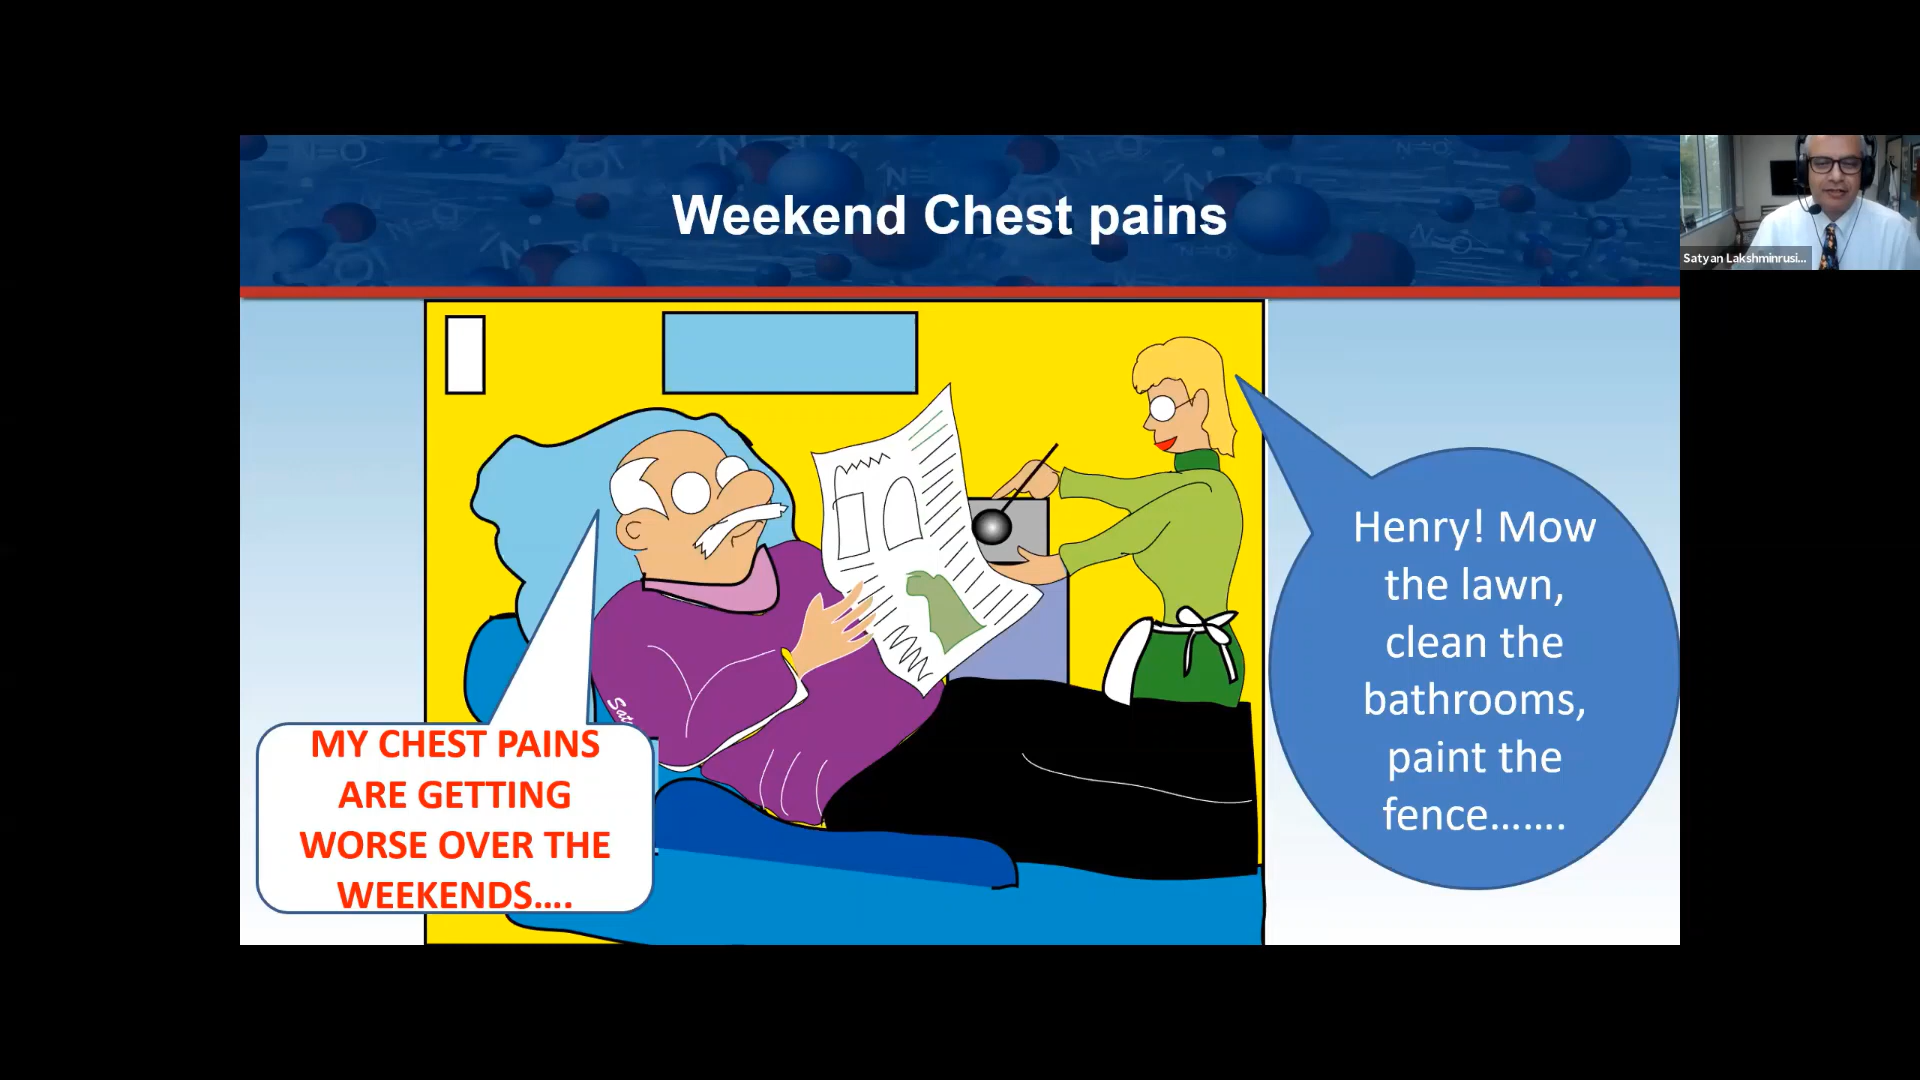 Weekend Chest pains
Satyan Lakshminrusi...
Henry! Mow
the lawn,
clean the
bathrooms,
paint the
fence.......
MY CHEST PAINS
ARE GETTING
WORSE OVER THE
WEEKENDS....
N=O
N=O
N=O
N=O